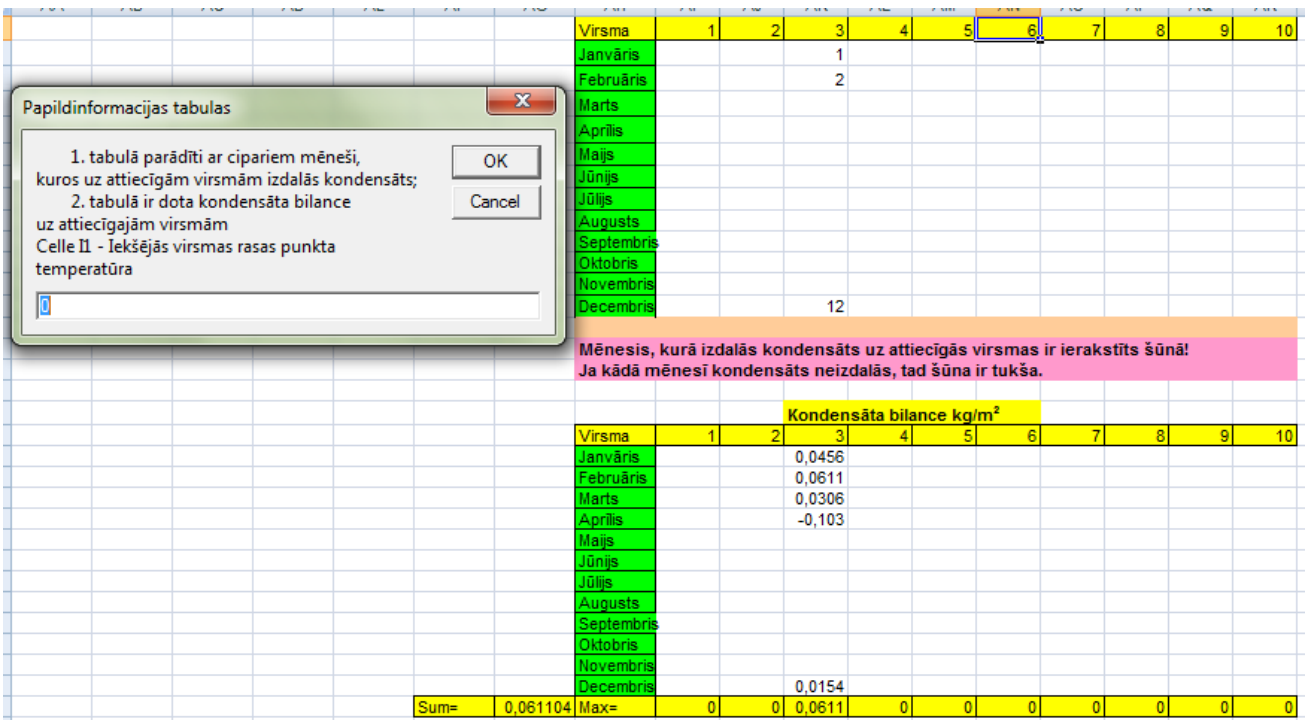 Virsma 1 2 3 4 5 6 7 8 9 10
Janvāris 1
Februāris 2
Marts
Aprīlis
Maijs
Jūnijs
Jūlijs
Augusts
Septembris
Oktobris
Novembris
Decembris 12
Papildinformacijas tabulas
1. tabulā parādīti ar cipariem mēneši,
kuros uz attiecīgām virsmām izdalās kondensāts;
2. tabulā ir dota kondensāta bilance
uz attiecīgajām virsmām
Celle I1 - Iekšējās virsmas rasas punkta
temperatūra
OK
Cancel
0
Mēnesis, kurā izdalās kondensāts uz attiecīgās virsmas ir ierakstīts šūnā!
Ja kādā mēnesī kondensāts neizdalās, tad šūna ir tukša.
Kondensāta bilance kg/m²
Virsma 1 2 3 4 5 6 7 8 9 10
Janvāris 0,0456
Februāris 0,0611
Marts 0,0306
Aprīlis -0,103
Maijs
Jūnijs
Jūlijs
Augusts
Septembris
Oktobris
Novembris
Decembris 0,0154
Sum= 0,061104 Max= 0 0 0,0611 0 0 0 0 0 0 0